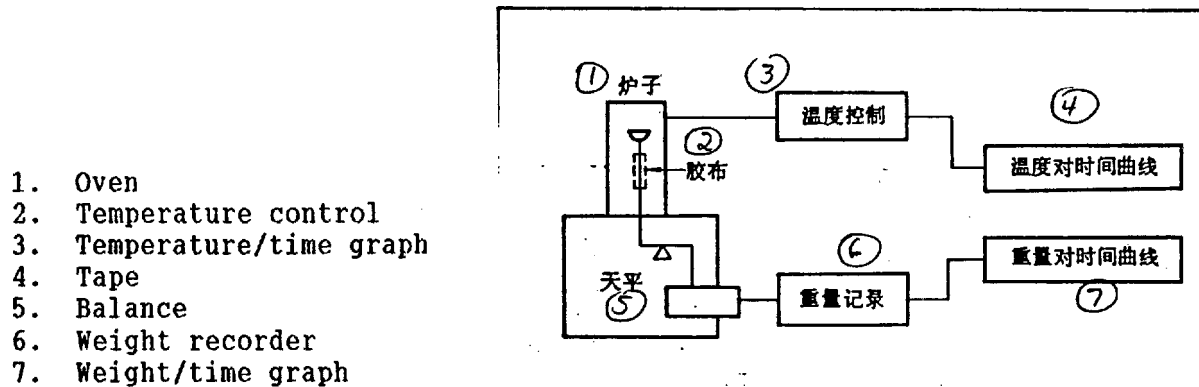 1. Oven
2. Temperature control
3. Temperature/time graph
4. Tape
5. Balance
6. Weight recorder
7. Weight/time graph
① 炉子
③
温度控制
④
温度对时间曲线
② 胶布
天平
⑤
⑥
重量记录
重量对时间曲线
⑦